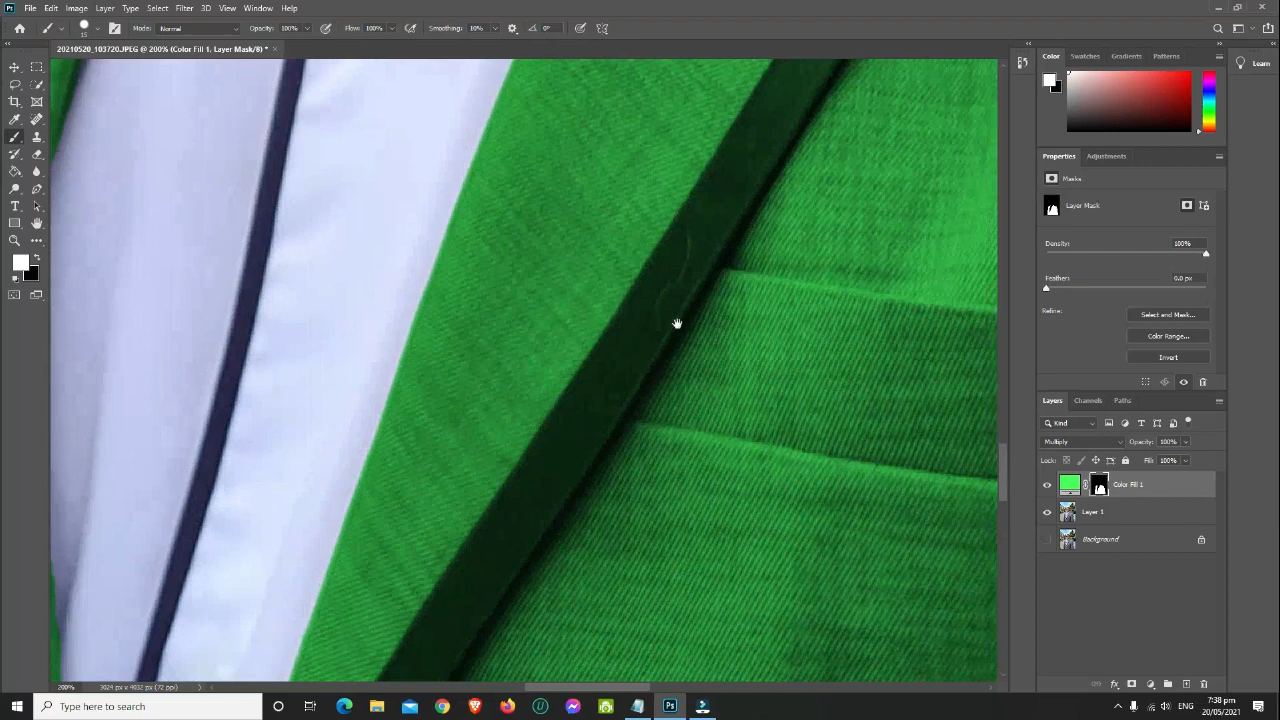 Ps File Edit Image Layer Type Select Filter 3D View Window Help
15 Mode: Normal Opacity: 100% Flow: 100% Smoothing: 10% 0°
20210520_103720.JPEG @ 200% (Color Fill 1, Layer Mask/8) * ×
Color Swatches Gradients Patterns
Learn
Properties Adjustments
Masks
Layer Mask
Density: 100%
Feather: 0.0 px
Refine: Select and Mask...
Color Range...
Invert
Layers Channels Paths
Kind
Multiply Opacity: 100%
Lock: Fill: 100%
Color Fill 1
Layer 1
Background
200% 3024 px x 4032 px (72 ppi)
Type here to search
ENG
7:38 pm
20/05/2021